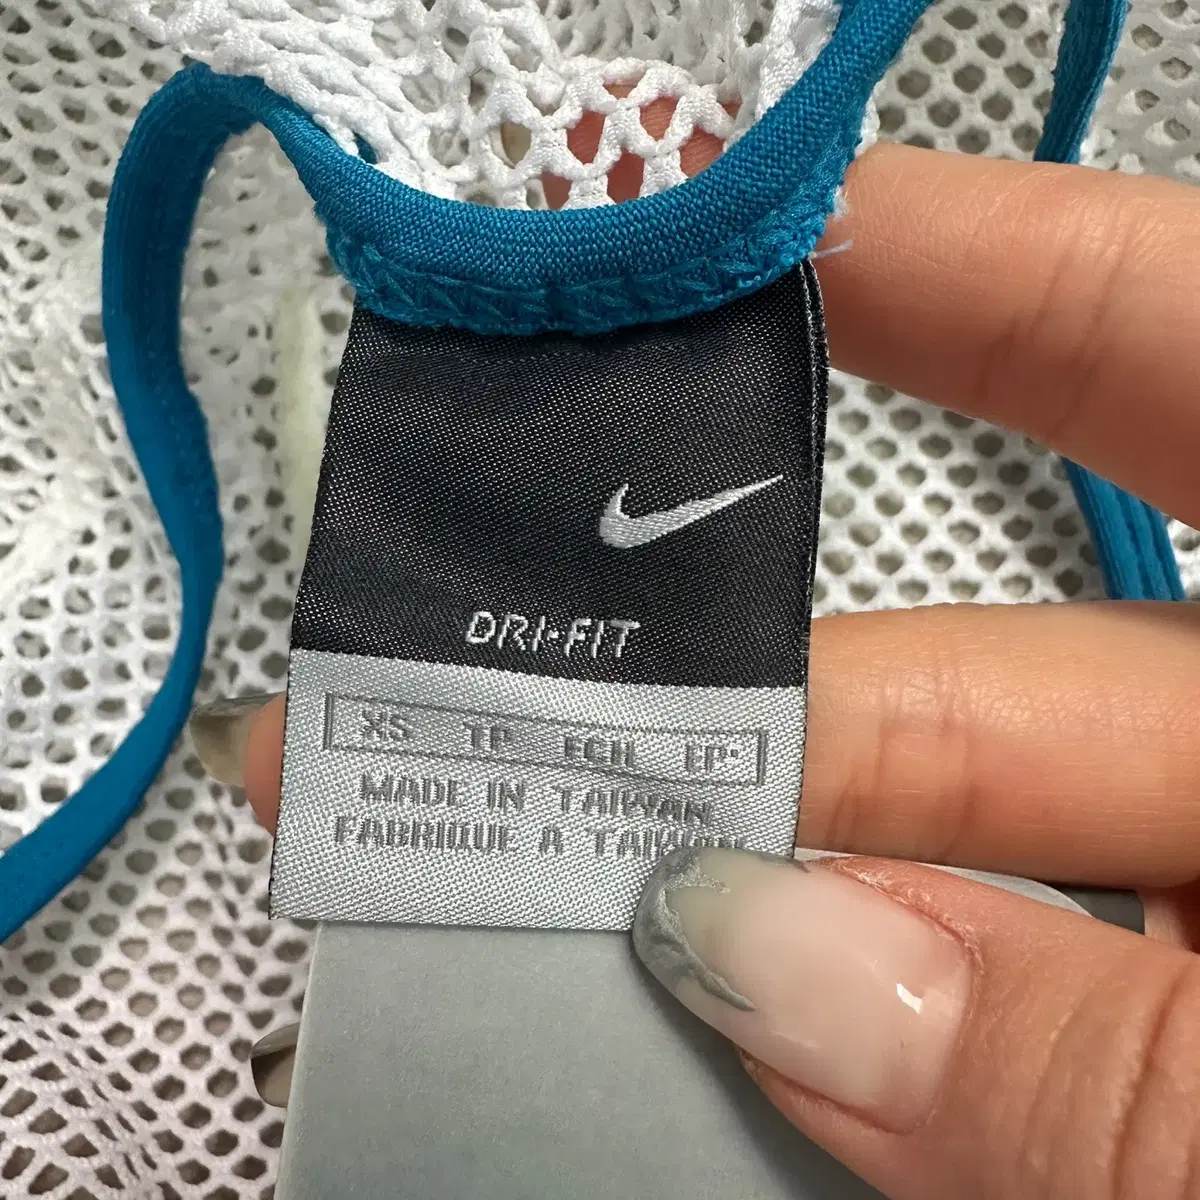 DRI-FIT
XS TP ECH EP*
MADE IN TAIWAN
FABRIQUE A TAIWAN